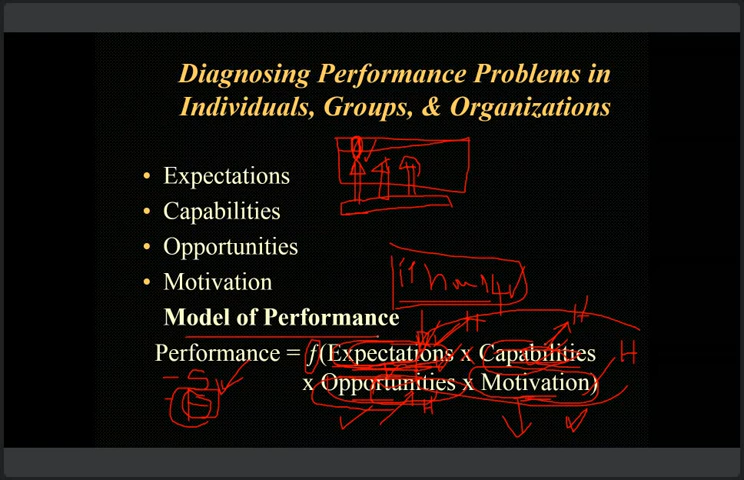 Diagnosing Performance Problems in
Individuals, Groups, & Organizations
• Expectations
• Capabilities
• Opportunities
• Motivation
Model of Performance
Performance = f(Expectations x Capabilities
x Opportunities x Motivation)
H
H
H
H